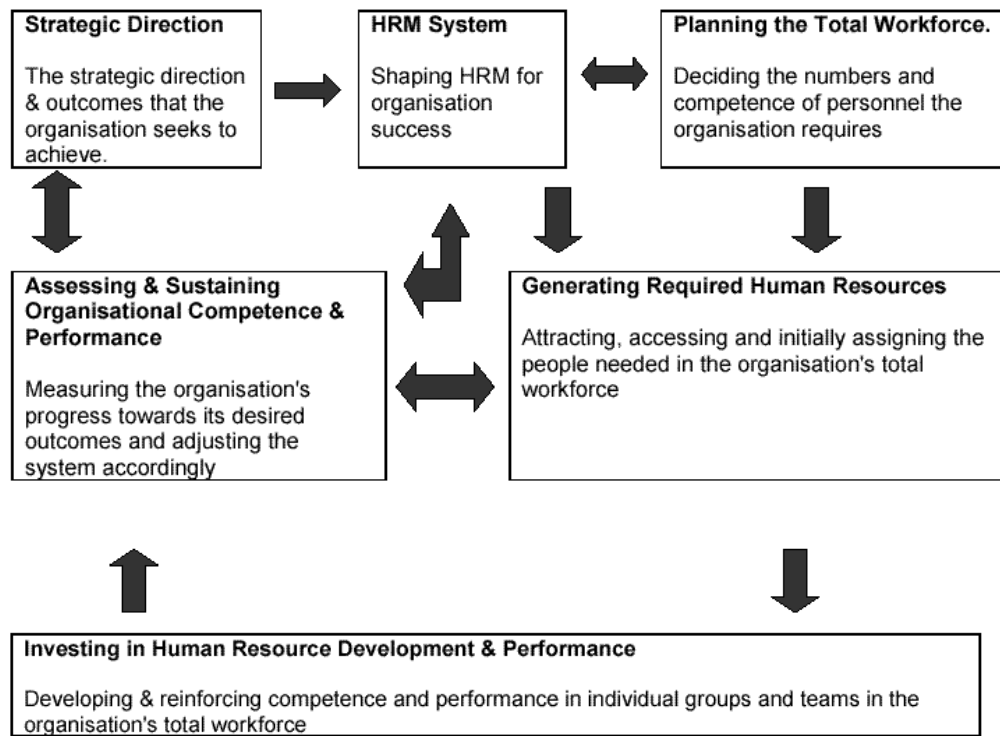 Strategic Direction
The strategic direction
& outcomes that the
organisation seeks to
achieve.
HRM System
Shaping HRM for
organisation
success
Planning the Total Workforce.
Deciding the numbers and
competence of personnel the
organisation requires
Assessing & Sustaining
Organisational Competence &
Performance
Measuring the organisation's
progress towards its desired
outcomes and adjusting the
system accordingly
Generating Required Human Resources
Attracting, accessing and initially assigning the
people needed in the organisation's total
workforce
Investing in Human Resource Development & Performance
Developing & reinforcing competence and performance in individual groups and teams in the
organisation's total workforce